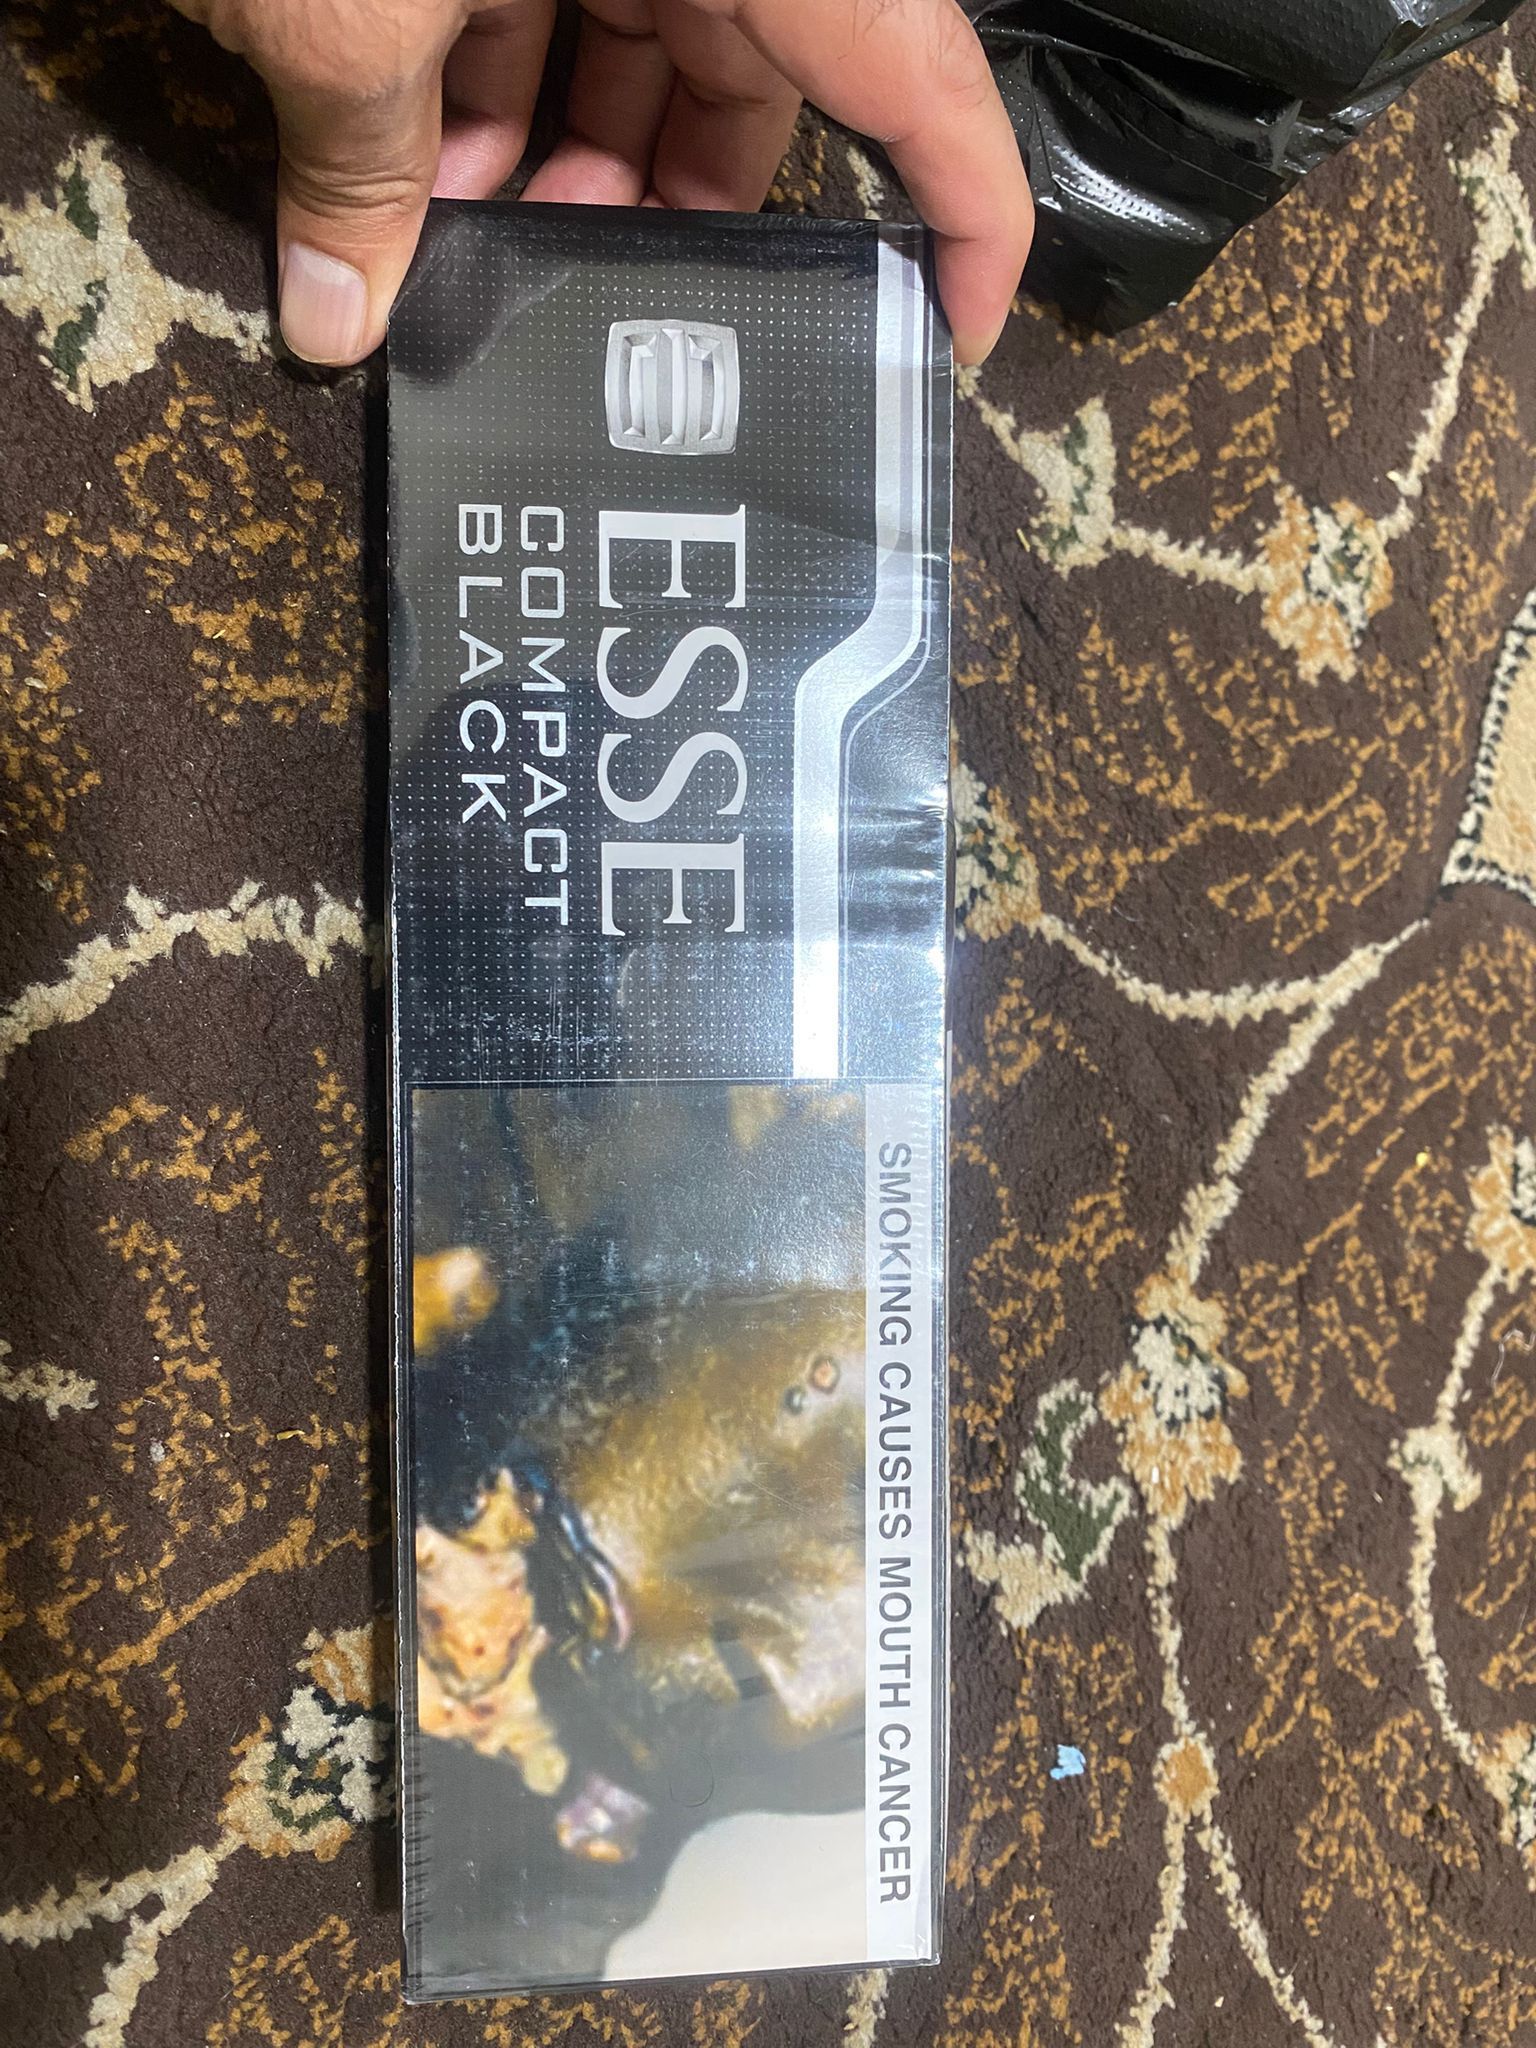 ESSE
COMPACT
BLACK
SMOKING CAUSES MOUTH CANCER